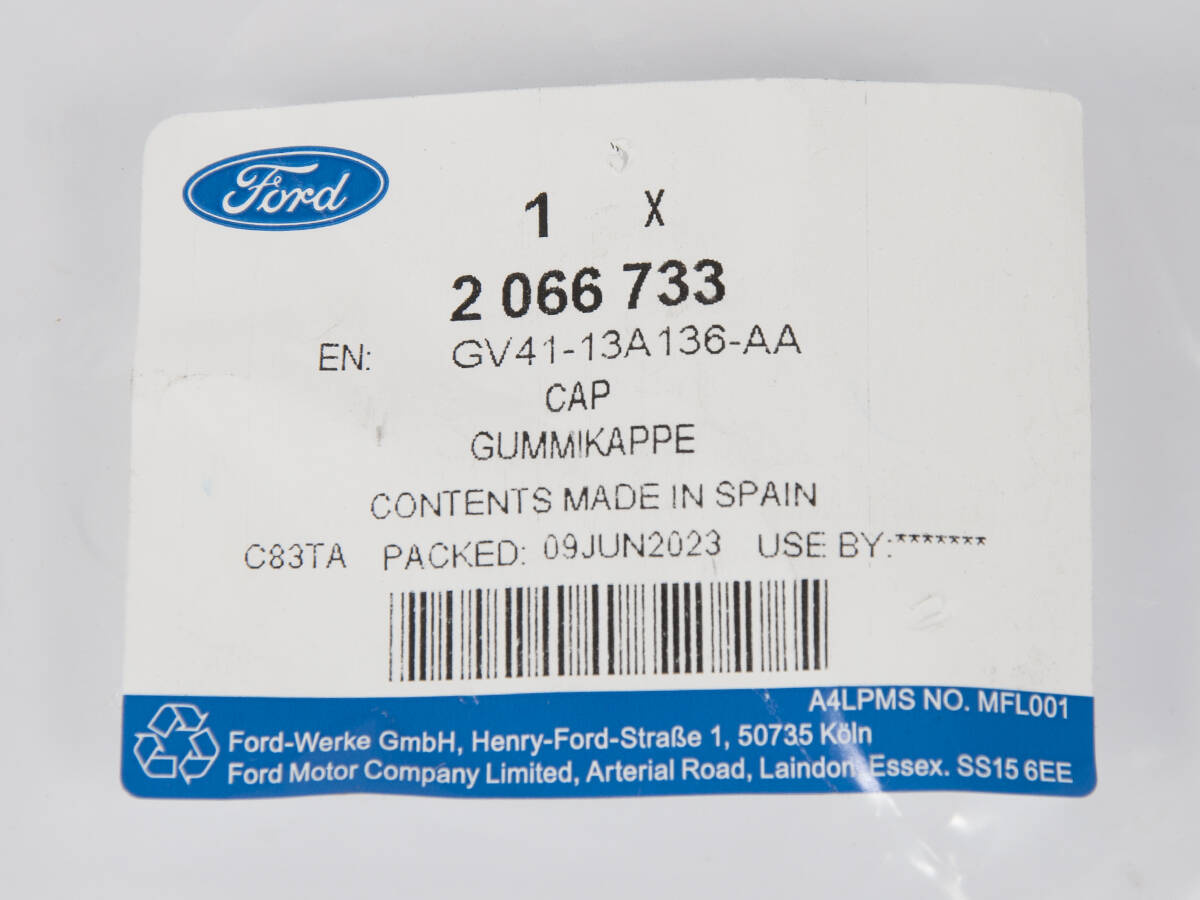 Ford
1 X
2 066 733
EN: GV41-13A136-AA
CAP
GUMMIKAPPE
CONTENTS MADE IN SPAIN
C83TA PACKED: 09JUN2023 USE BY:*******
A4LPMS NO. MFL001
Ford-Werke GmbH, Henry-Ford-Straße 1, 50735 Köln
Ford Motor Company Limited, Arterial Road, Laindon, Essex. SS15 6EE